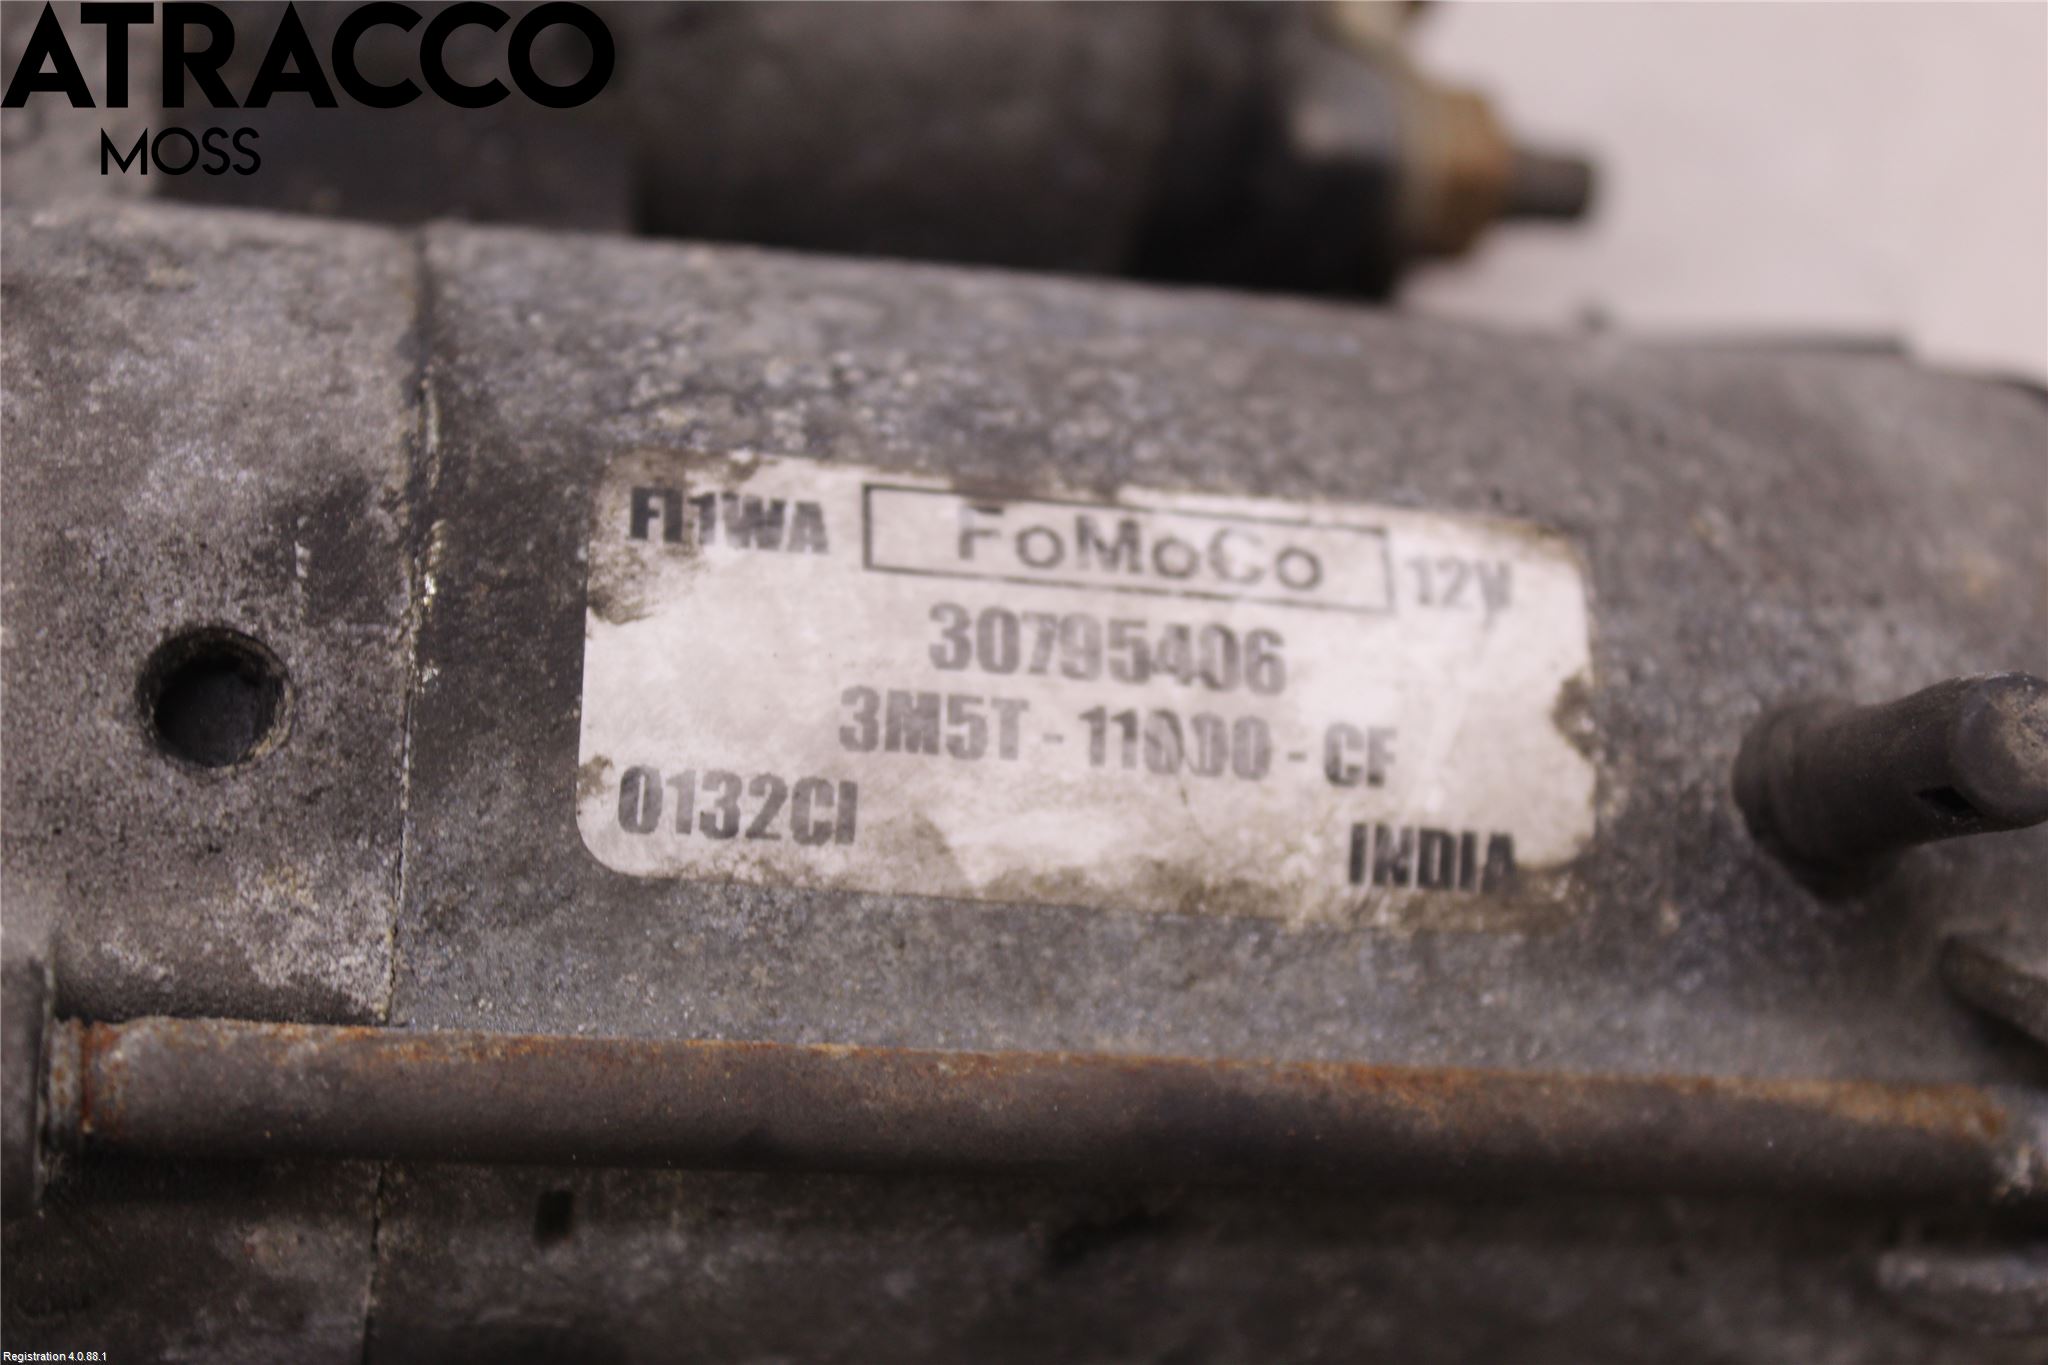 ATRACCO
MOSS
FoMoCo 12V
30795406
3M5T - 11000 - CF
0132CI
INDIA
Registration 4.0.88.1